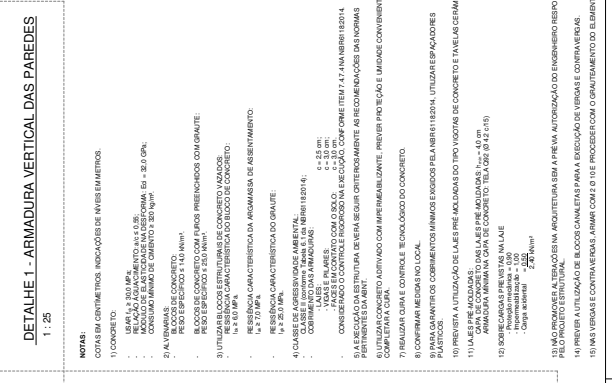 DETALHE 1 - ARMADURA VERTICAL DAS PAREDES
1 : 25
NOTAS:
COTAS EM CENTÍMETROS. INDICAÇÕES DE NÍVEIS EM METROS.
1) CONCRETO:
USAR fck ≥ 30,0 MPa;
RELAÇÃO ÁGUA/CIMENTO a/c ≤ 0,55;
MÓDULO DE ELASTICIDADE NA DESFORMA: Ecl = 32,0 GPa;
CONSUMO MÍNIMO DE CIMENTO ≥ 320 kg/m³.
2) ALVENARIAS:
- BLOCOS DE CONCRETO:
PESO ESPECÍFICO ≤ 14,0 kN/m³.
- BLOCOS DE CONCRETO COM FUROS PREENCHIDOS COM GRAUTE:
PESO ESPECÍFICO ≤ 25,0 kN/m³.
3) UTILIZAR BLOCOS ESTRUTURAIS DE CONCRETO VAZADOS:
- RESISTÊNCIA CARACTERÍSTICA DO BLOCO DE CONCRETO:
≥ 6,0 MPa.
- RESISTÊNCIA CARACTERÍSTICA DA ARGAMASSA DE ASSENTAMENTO:
≥ 7,0 MPa.
- RESISTÊNCIA CARACTERÍSTICA DO GRAUTE:
≥ 25,0 MPa.
4) CLASSE DE AGRESSIVIDADE AMBIENTAL:
- CLASSE II (conforme Tabela 6.1 da NBR6118:2014);
- COBRIMENTO DAS ARMADURAS:
- LAJES: c = 2,5 cm;
- VIGAS E PILARES: c = 3,0 cm;
- FACES EM CONTATO COM O SOLO: c = 3,0 cm.
- CONSIDERADO O CONTROLE RIGOROSO NA EXECUÇÃO, CONFORME ITEM 7.4.7.4 NA NBR6118:2014.
5) A EXECUÇÃO DA ESTRUTURA DEVERÁ SEGUIR CRITERIOSAMENTE AS RECOMENDAÇÕES DAS NORMAS
PERTINENTES DA ABNT.
6) UTILIZAR CONCRETO ADITIVADO COM IMPERMEABILIZANTE, PREVER PROTEÇÃO E UMIDADE CONVENIENT
COMPLETAR A CURA.
7) REALIZAR CURA E CONTROLE TECNOLÓGICO DO CONCRETO.
8) CONFIRMAR MEDIDAS NO LOCAL.
9) PARA GARANTIR OS COBRIMENTOS MÍNIMOS EXIGIDOS PELA NBR6118:2014, UTILIZAR ESPAÇADORES
PLÁSTICOS.
10) PREVISTA A UTILIZAÇÃO DE LAJES PRÉ-MOLDADAS DO TIPO VIGOTAS DE CONCRETO E TAVELAS CERÂM
11) LAJES PRÉ-MOLDADAS:
- CAPA DE CONCRETO DAS LAJES PRÉ-MOLDADAS: = 4,0 cm
- ARMADURA MÍNIMA NA CAPA DE CONCRETO: TELA Q92 (Ø 4.2 c/15)
12) SOBRECARGAS PREVISTAS NA LAJE
- Proteção mecânica = 0,90
- Impermeabilização = 1,00
- Carga acidental = 0,50
2,40 kN/m²
13) NÃO PROMOVER ALTERAÇÕES NA ARQUITETURA SEM A PRÉVIA AUTORIZAÇÃO DO ENGENHEIRO RESPO
PELO PROJETO ESTRUTURAL.
14) PREVER A UTILIZAÇÃO DE BLOCOS CANALETAS PARA A EXECUÇÃO DE VERGAS E CONTRAVERGAS.
15) NAS VERGAS E CONTRAVERGAS, ARMAR COM 2 Ø 10 E PROCEDER COM O GRAUTEAMENTO DO ELEMENT